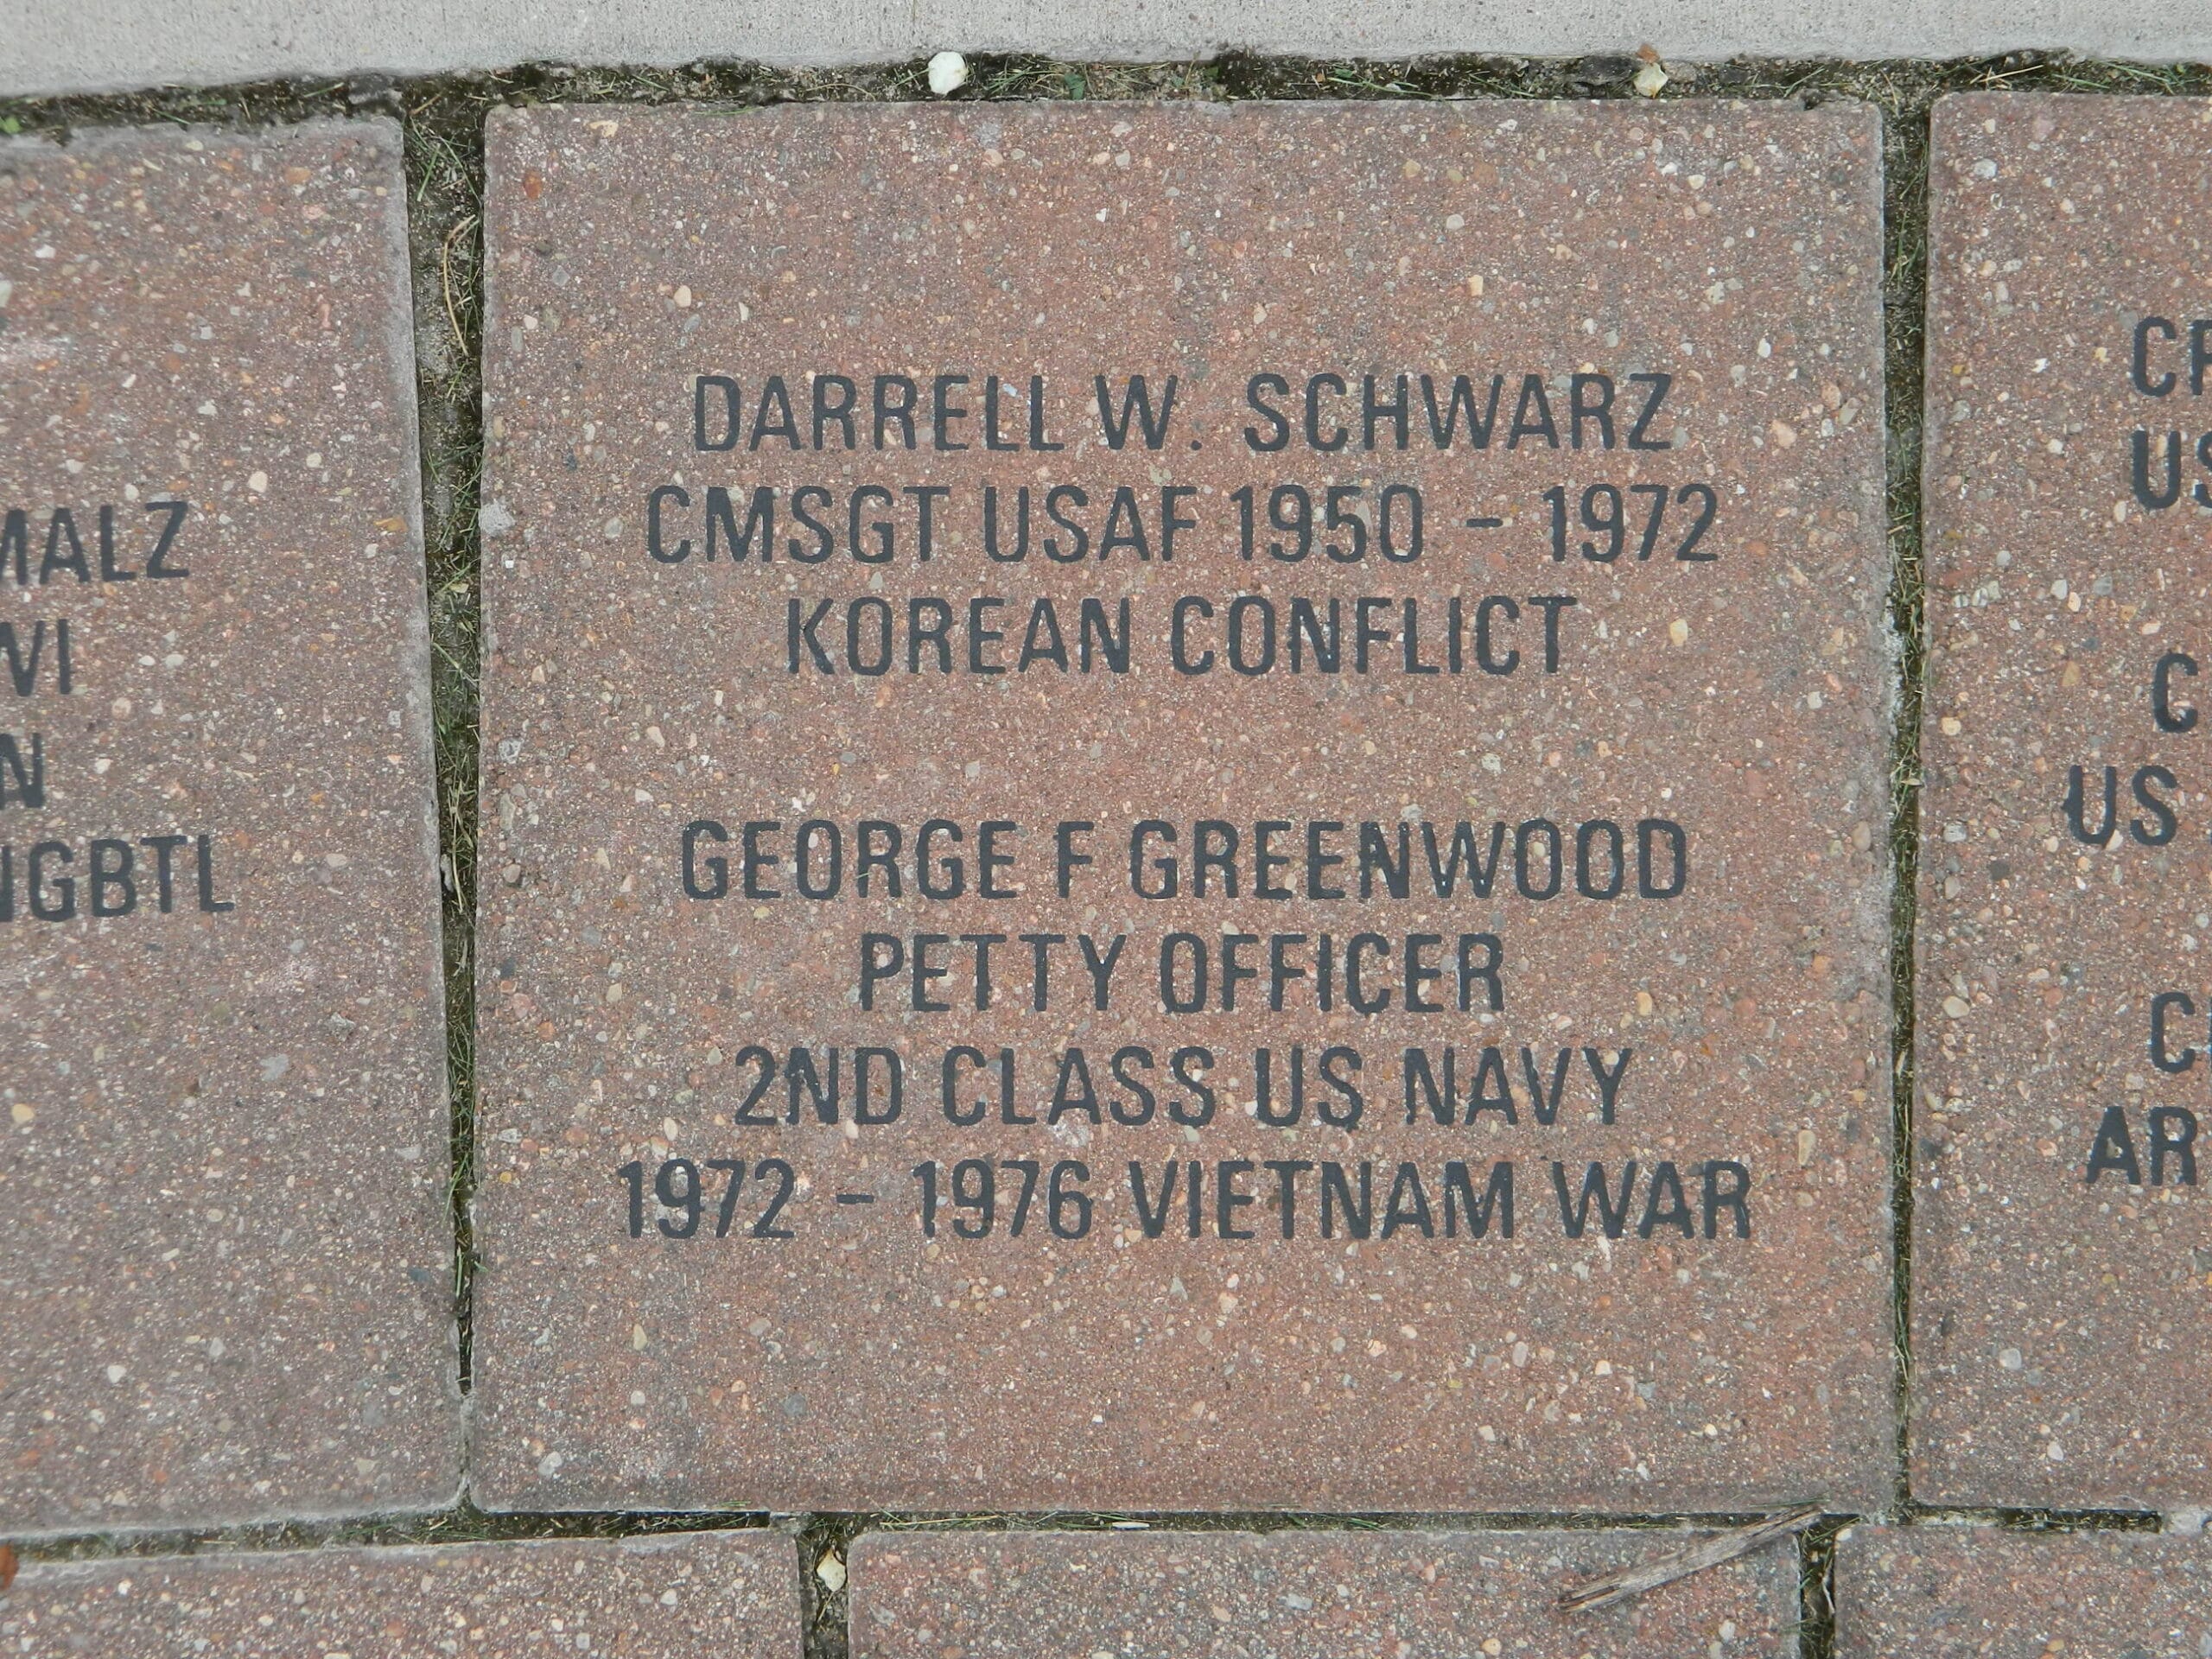 DARRELL W. SCHWARZ
CMSGT USAF 1950 - 1972
KOREAN CONFLICT
GEORGE F GREENWOOD
PETTY OFFICER
2ND CLASS US NAVY
1972 - 1976 VIETNAM WAR
US